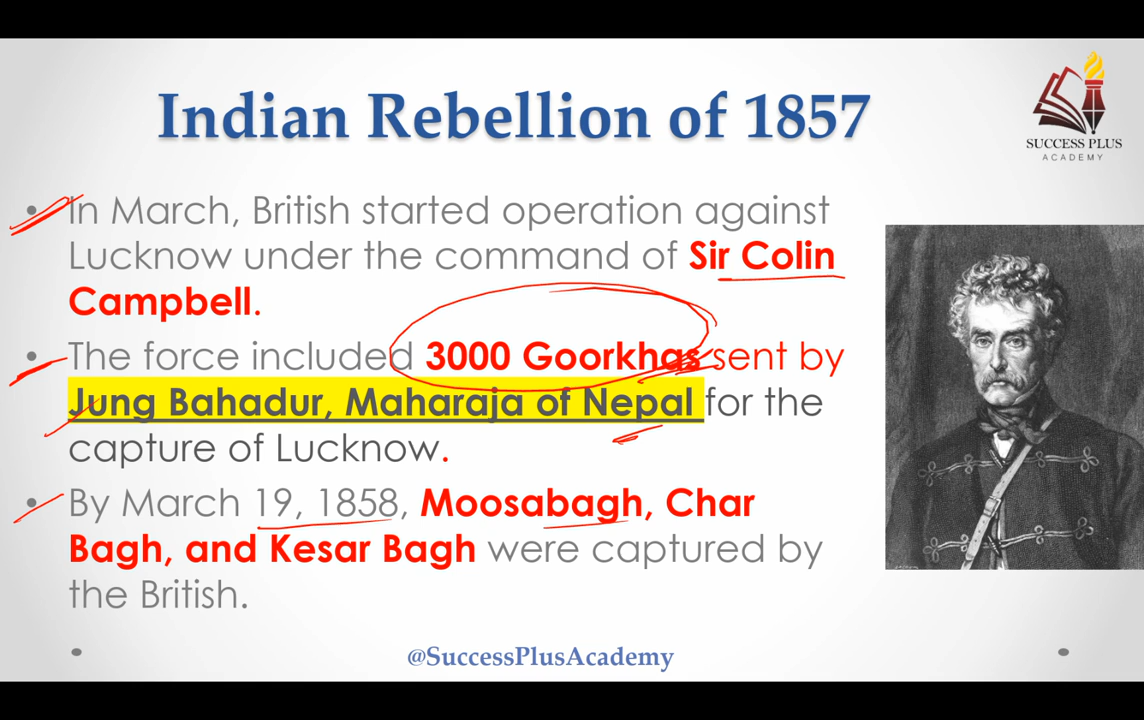 Indian Rebellion of 1857
SUCCESS PLUS
ACADEMY
• In March, British started operation against
Lucknow under the command of Sir Colin
Campbell.
• The force included 3000 Goorkhas sent by
Jung Bahadur, Maharaja of Nepal for the
capture of Lucknow.
• By March 19, 1858, Moosabagh, Char
Bagh, and Kesar Bagh were captured by
the British.
@SuccessPlusAcademy